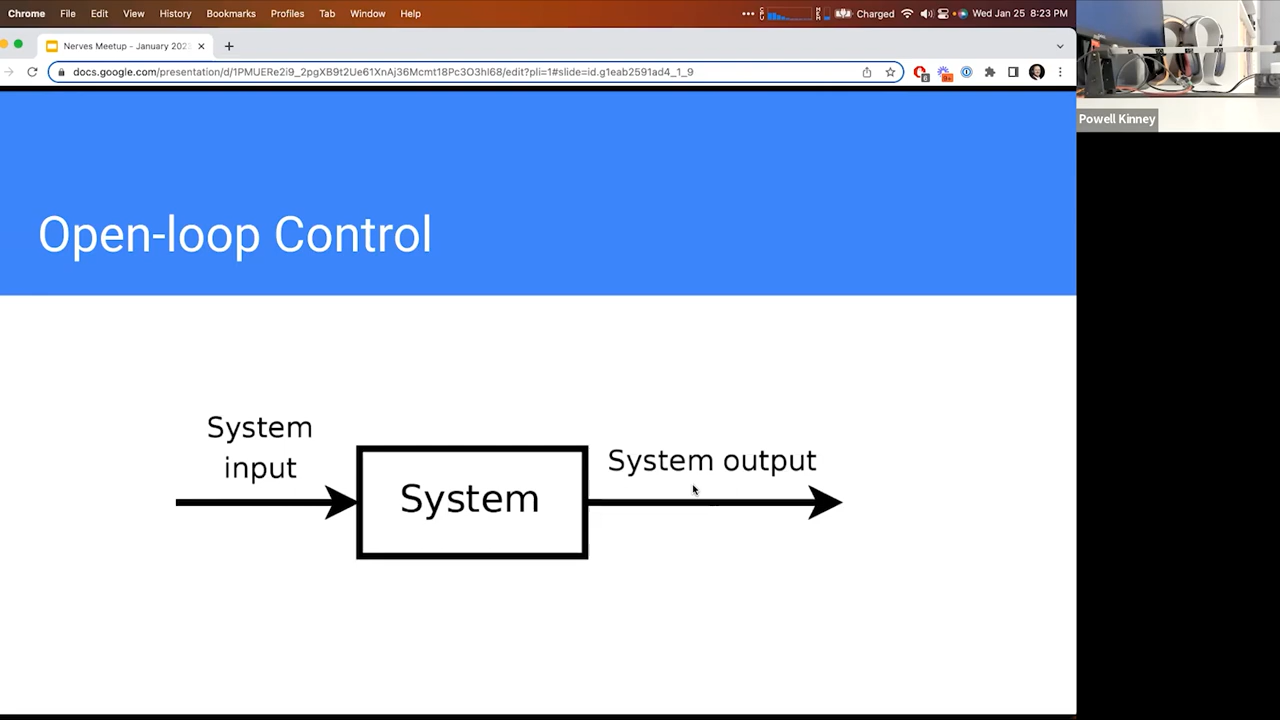 Chrome File Edit View History Bookmarks Profiles Tab Window Help ••• Charged Wed Jan 25 8:23 PM
Nerves Meetup - January 202
docs.google.com/presentation/d/1PMUERe2i9_2pgXB9t2Ue61XnAj36Mcmt18Pc3O3hl68/edit?pli=1#slide=id.g1eab2591ad4_1_9
Powell Kinney
Open-loop Control
System
input
System
System output